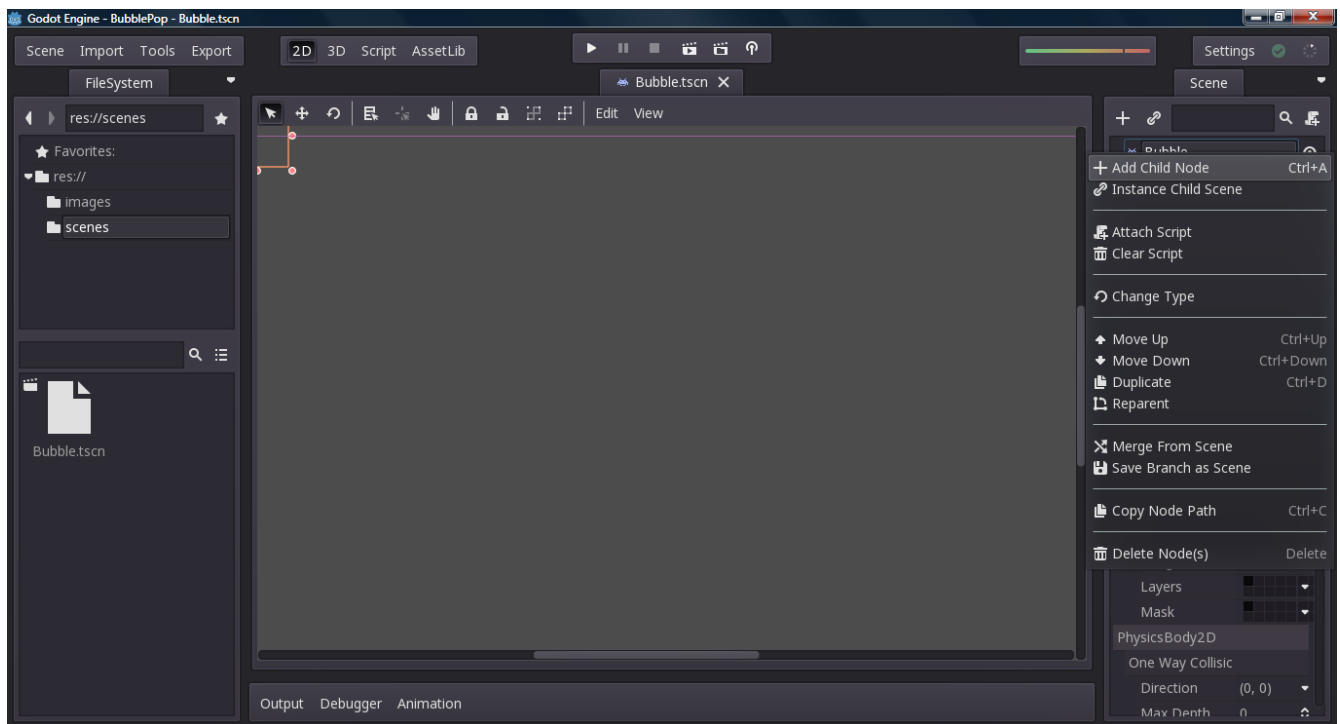 Godot Engine - BubblePop - Bubble.tscn
Scene Import Tools Export 2D 3D Script AssetLib Settings
FileSystem Bubble.tscn Scene
res://scenes Edit View
Favorites:
res://
images
scenes
Bubble
Add Child Node Ctrl+A
Instance Child Scene
Attach Script
Clear Script
Change Type
Move Up Ctrl+Up
Move Down Ctrl+Down
Duplicate Ctrl+D
Reparent
Merge From Scene
Save Branch as Scene
Copy Node Path Ctrl+C
Delete Node(s) Delete
Bubble.tscn
Layers
Mask
PhysicsBody2D
One Way Collisic
Direction (0, 0)
Max Depth 0
Output Debugger Animation